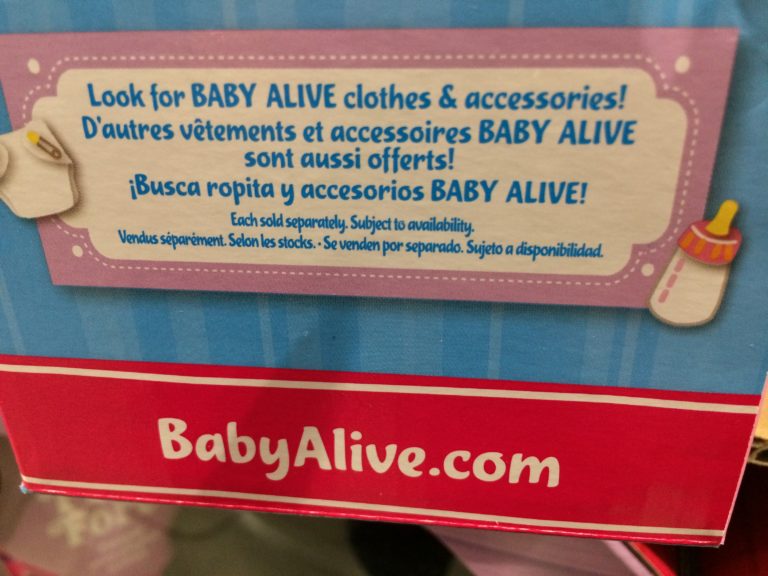 Look for BABY ALIVE clothes & accessories!
D'autres vêtements et accessoires BABY ALIVE
sont aussi offerts!
¡Busca ropita y accesorios BABY ALIVE!
Each sold separately. Subject to availability.
Vendus séparément. Selon les stocks. • Se venden por separado. Sujeto a disponibilidad.
BabyAlive.com